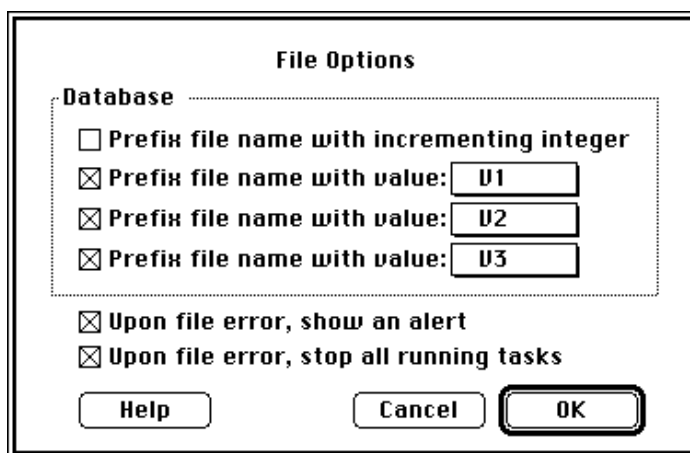 File Options
Database
Prefix file name with incrementing integer
Prefix file name with value: V1
Prefix file name with value: V2
Prefix file name with value: V3
Upon file error, show an alert
Upon file error, stop all running tasks
Help Cancel OK